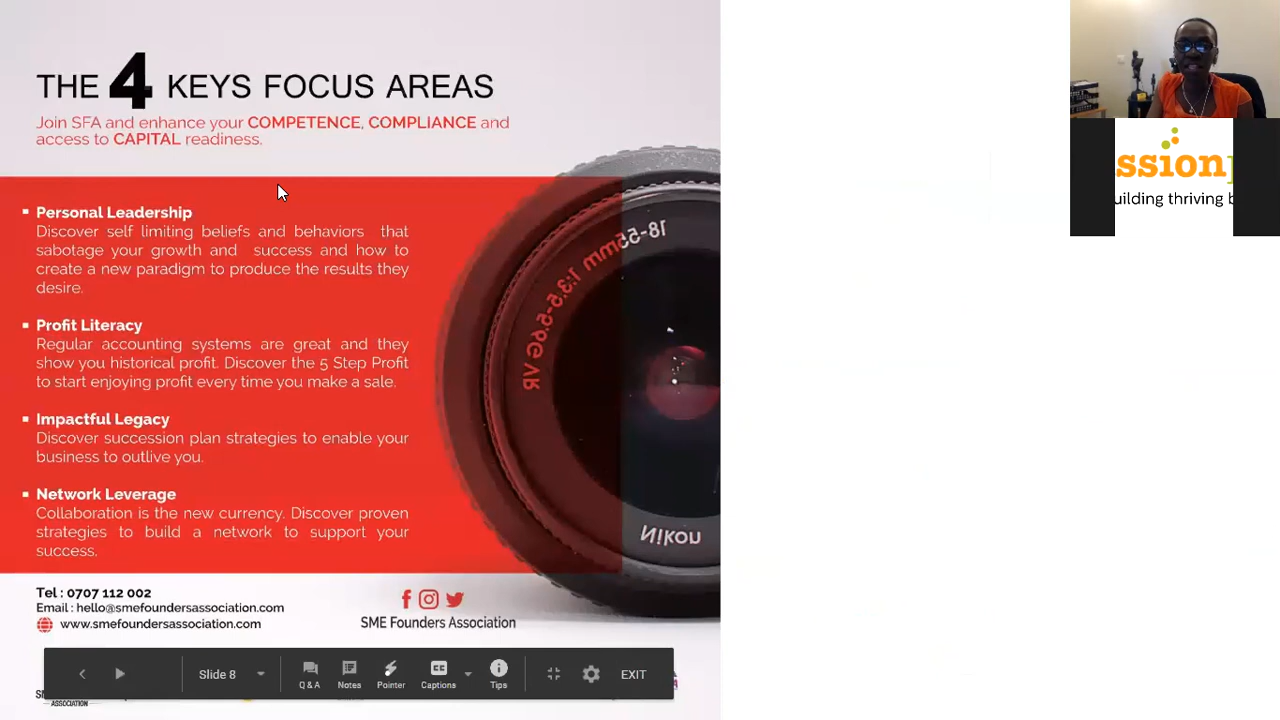 THE 4 KEYS FOCUS AREAS
Join SFA and enhance your COMPETENCE, COMPLIANCE and
access to CAPITAL readiness.
Personal Leadership
Discover self limiting beliefs and behaviors that
sabotage your growth and success and how to
create a new paradigm to produce the results they
desire.
Profit Literacy
Regular accounting systems are great and they
show you historical profit. Discover the 5 Step Profit
to start enjoying profit every time you make a sale.
Impactful Legacy
Discover succession plan strategies to enable your
business to outlive you.
Network Leverage
Collaboration is the new currency. Discover proven
strategies to build a network to support your
success.
18-55mm 1:3.5-5.6G VR
Nikon
Tel : 0707 112 002
Email : hello@smefoundersassociation.com
www.smefoundersassociation.com
SME Founders Association
Slide 8
Q & A
Notes
Pointer
Captions
Tips
EXIT
ASSOCIATION
ssion
uilding thriving b